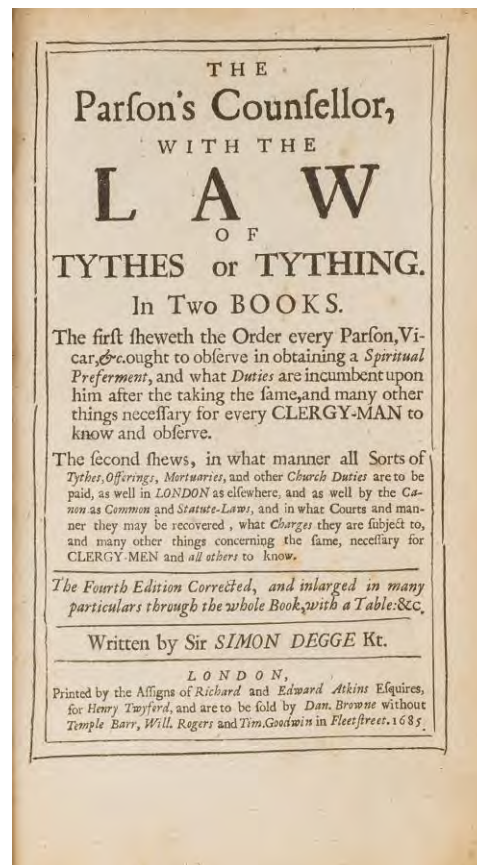 THE
Parſon's Counſellor,
WITH THE
LAW
OF
TYTHES or TYTHING.
In Two BOOKS.
The firſt ſheweth the Order every Parſon, Vi-
car, &c. ought to obſerve in obtaining a Spiritual
Preferment, and what Duties are incumbent upon
him after the taking the ſame, and many other
things neceſſary for every CLERGY-MAN to
know and obſerve.
The ſecond ſhews, in what manner all Sorts of
Tythes, Offerings, Mortuaries, and other Church Duties are to be
paid, as well in LONDON as elſewhere, and as well by the Ca-
non as Common and Statute-Laws, and in what Courts and man-
ner they may be recovered, what Charges they are ſubject to,
and many other things concerning the ſame, neceſſary for
CLERGY-MEN and all others to know.
The Fourth Edition Corrected, and inlarged in many
particulars through the whole Book, with a Table: &c.
Written by Sir SIMON DEGGE Kt.
LONDON,
Printed by the Aſſigns of Richard and Edward Atkins Eſquires,
for Henry Twyford, and are to be ſold by Dan. Browne without
Temple Barr, Will. Rogers and Tim. Goodwin in Fleetſtreet. 1685.